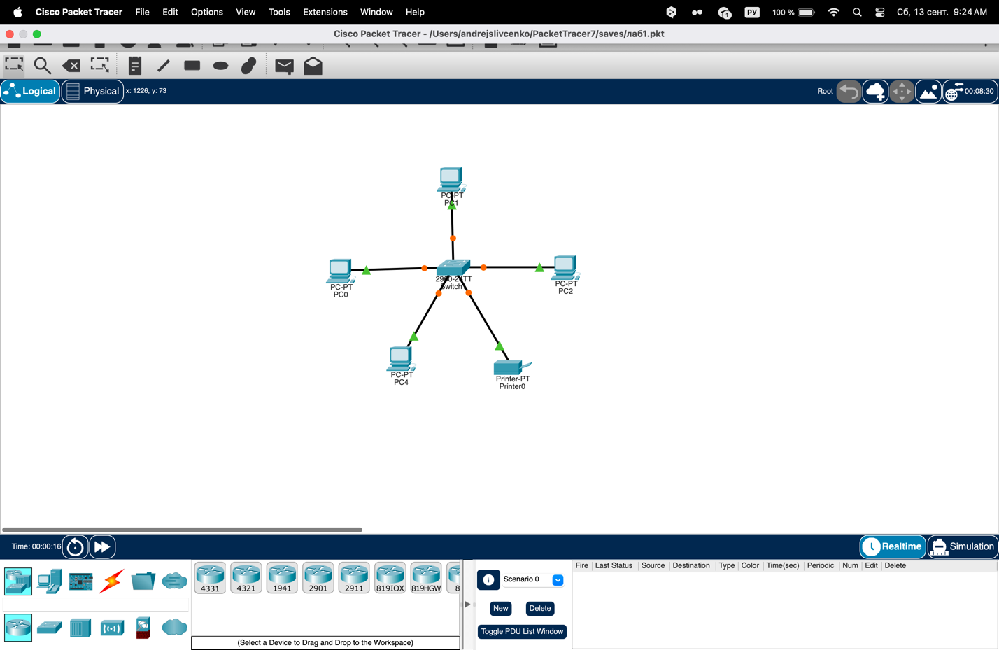 Cisco Packet Tracer File Edit Options View Tools Extensions Window Help 1 РУ 100 % Сб, 13 сент. 9:24 AM
Cisco Packet Tracer - /Users/andrejslivcenko/PacketTracer7/saves/лаб1.pkt
Logical Physical x: 1226, y: 73 Root 00:08:30
PC-PT
PC1
PC-PT
PC0
2960-24TT
Switch
PC-PT
PC2
PC-PT
PC4
Printer-PT
Printer0
Time: 00:00:16 Realtime Simulation
4331 4321 1941 2901 2911 819IOX 819HGW 8
(Select a Device to Drag and Drop to the Workspace)
Scenario 0
New Delete
Toggle PDU List Window
Fire Last Status Source Destination Type Color Time(sec) Periodic Num Edit Delete